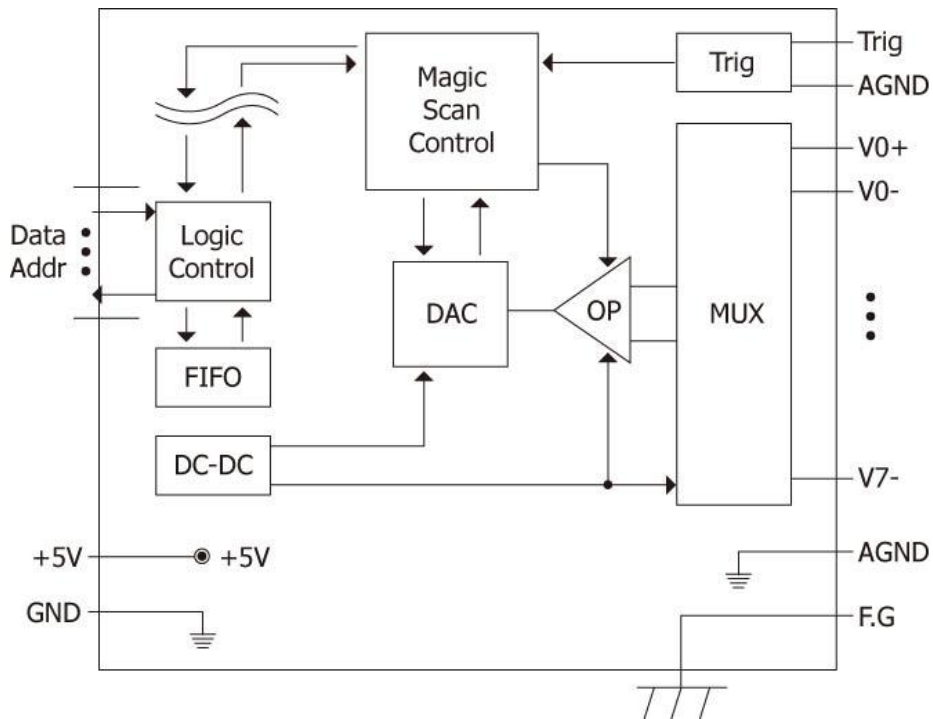 Magic
Scan
Control
Trig
Trig
AGND
V0+
V0-
Data
Addr
Logic
Control
DAC
OP
MUX
FIFO
DC-DC
V7-
+5V
+5V
AGND
GND
F.G